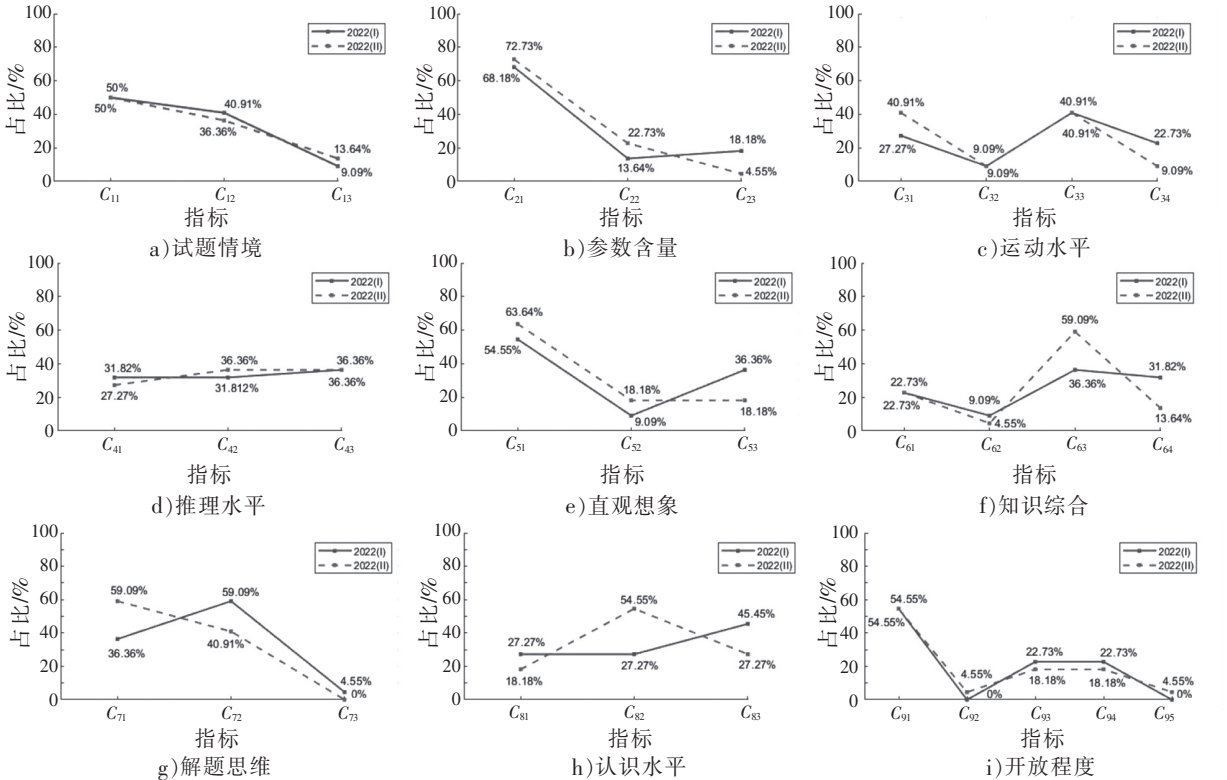 100
80
60
40
20
0
占比/%
2022(I)
2022(II)
50%
50%
40.91%
36.36%
13.64%
9.09%
C11
C12
C13
指标
a)试题情境
100
80
60
40
20
0
占比/%
2022(I)
2022(II)
72.73%
68.18%
22.73%
13.64%
18.18%
4.55%
C21
C22
C23
指标
b)参数含量
100
80
60
40
20
0
占比/%
2022(I)
2022(II)
40.91%
27.27%
9.09%
9.09%
40.91%
40.91%
22.73%
9.09%
C31
C32
C33
C34
指标
c)运动水平
100
80
60
40
20
0
占比/%
2022(I)
2022(II)
31.82%
27.27%
36.36%
31.812%
36.36%
36.36%
C41
C42
C43
指标
d)推理水平
100
80
60
40
20
0
占比/%
2022(I)
2022(II)
63.64%
54.55%
18.18%
9.09%
36.36%
18.18%
C51
C52
C53
指标
e)直观想象
100
80
60
40
20
0
占比/%
2022(I)
2022(II)
22.73%
22.73%
9.09%
4.55%
59.09%
36.36%
31.82%
13.64%
C61
C62
C63
C64
指标
f)知识综合
100
80
60
40
20
0
占比/%
2022(I)
2022(II)
59.09%
36.36%
59.09%
40.91%
4.55%
0%
C71
C72
C73
指标
g)解题思维
100
80
60
40
20
0
占比/%
2022(I)
2022(II)
27.27%
18.18%
54.55%
27.27%
45.45%
27.27%
C81
C82
C83
指标
h)认识水平
100
80
60
40
20
0
占比/%
2022(I)
2022(II)
54.55%
54.55%
4.55%
0%
22.73%
18.18%
22.73%
18.18%
4.55%
0%
C91
C92
C93
C94
C95
指标
i)开放程度